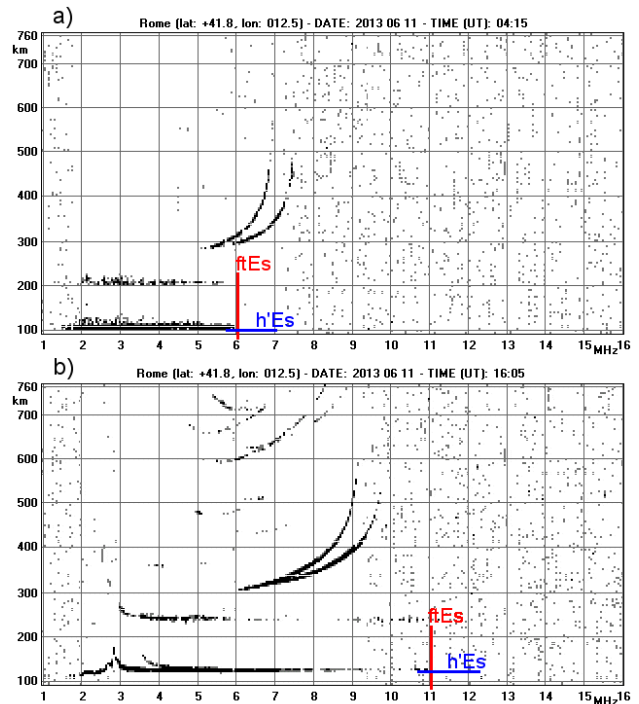 a)
Rome (lat: +41.8, lon: 012.5) - DATE: 2013 06 11 - TIME (UT): 04:15
760
km
700
600
500
400
300
ftEs
200
h'Es
100
1 2 3 4 5 6 7 8 9 10 11 12 13 14 15 MHz 16
b)
Rome (lat: +41.8, lon: 012.5) - DATE: 2013 06 11 - TIME (UT): 16:05
760
km
700
600
500
400
300
ftEs
200
h'Es
100
1 2 3 4 5 6 7 8 9 10 11 12 13 14 15 MHz 16